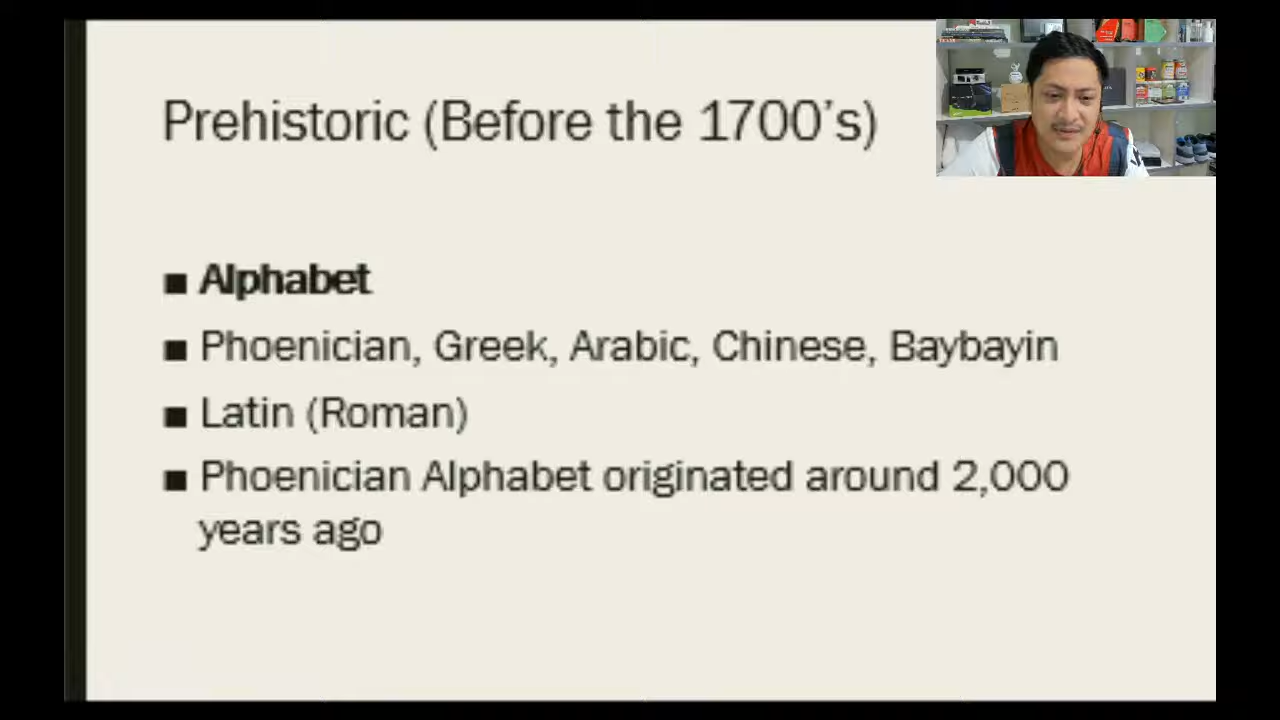 Prehistoric (Before the 1700's)
■ Alphabet
■ Phoenician, Greek, Arabic, Chinese, Baybayin
■ Latin (Roman)
■ Phoenician Alphabet originated around 2,000
years ago